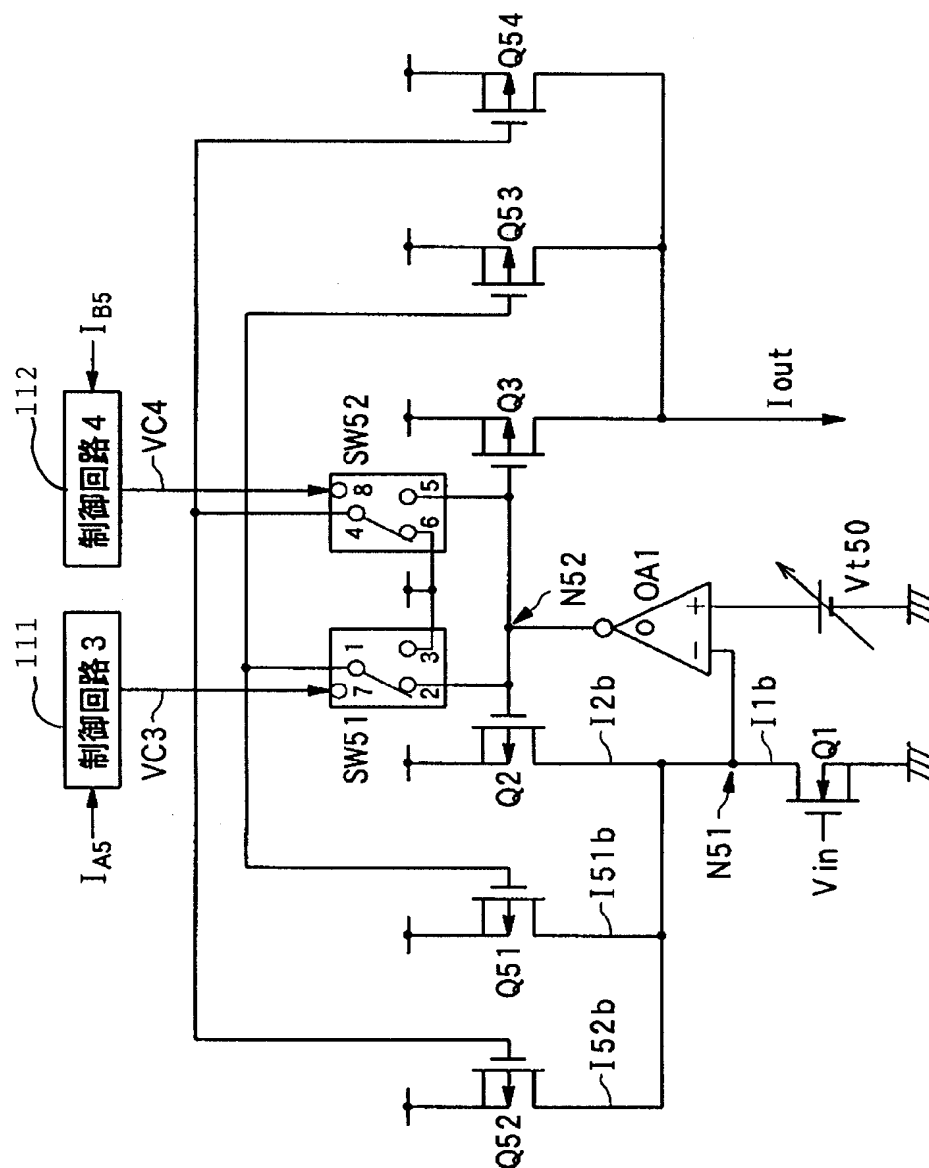 111
制御回路3
IA5
VC3
112
制御回路4
IB5
VC4
SW51
7
1
2
3
SW52
8
4
6
5
Q52
Q51
Q2
Q3
Q53
Q54
N52
I52b
I51b
I2b
OA1
−
+
N51
I1b
Vin
Q1
Vt50
Iout